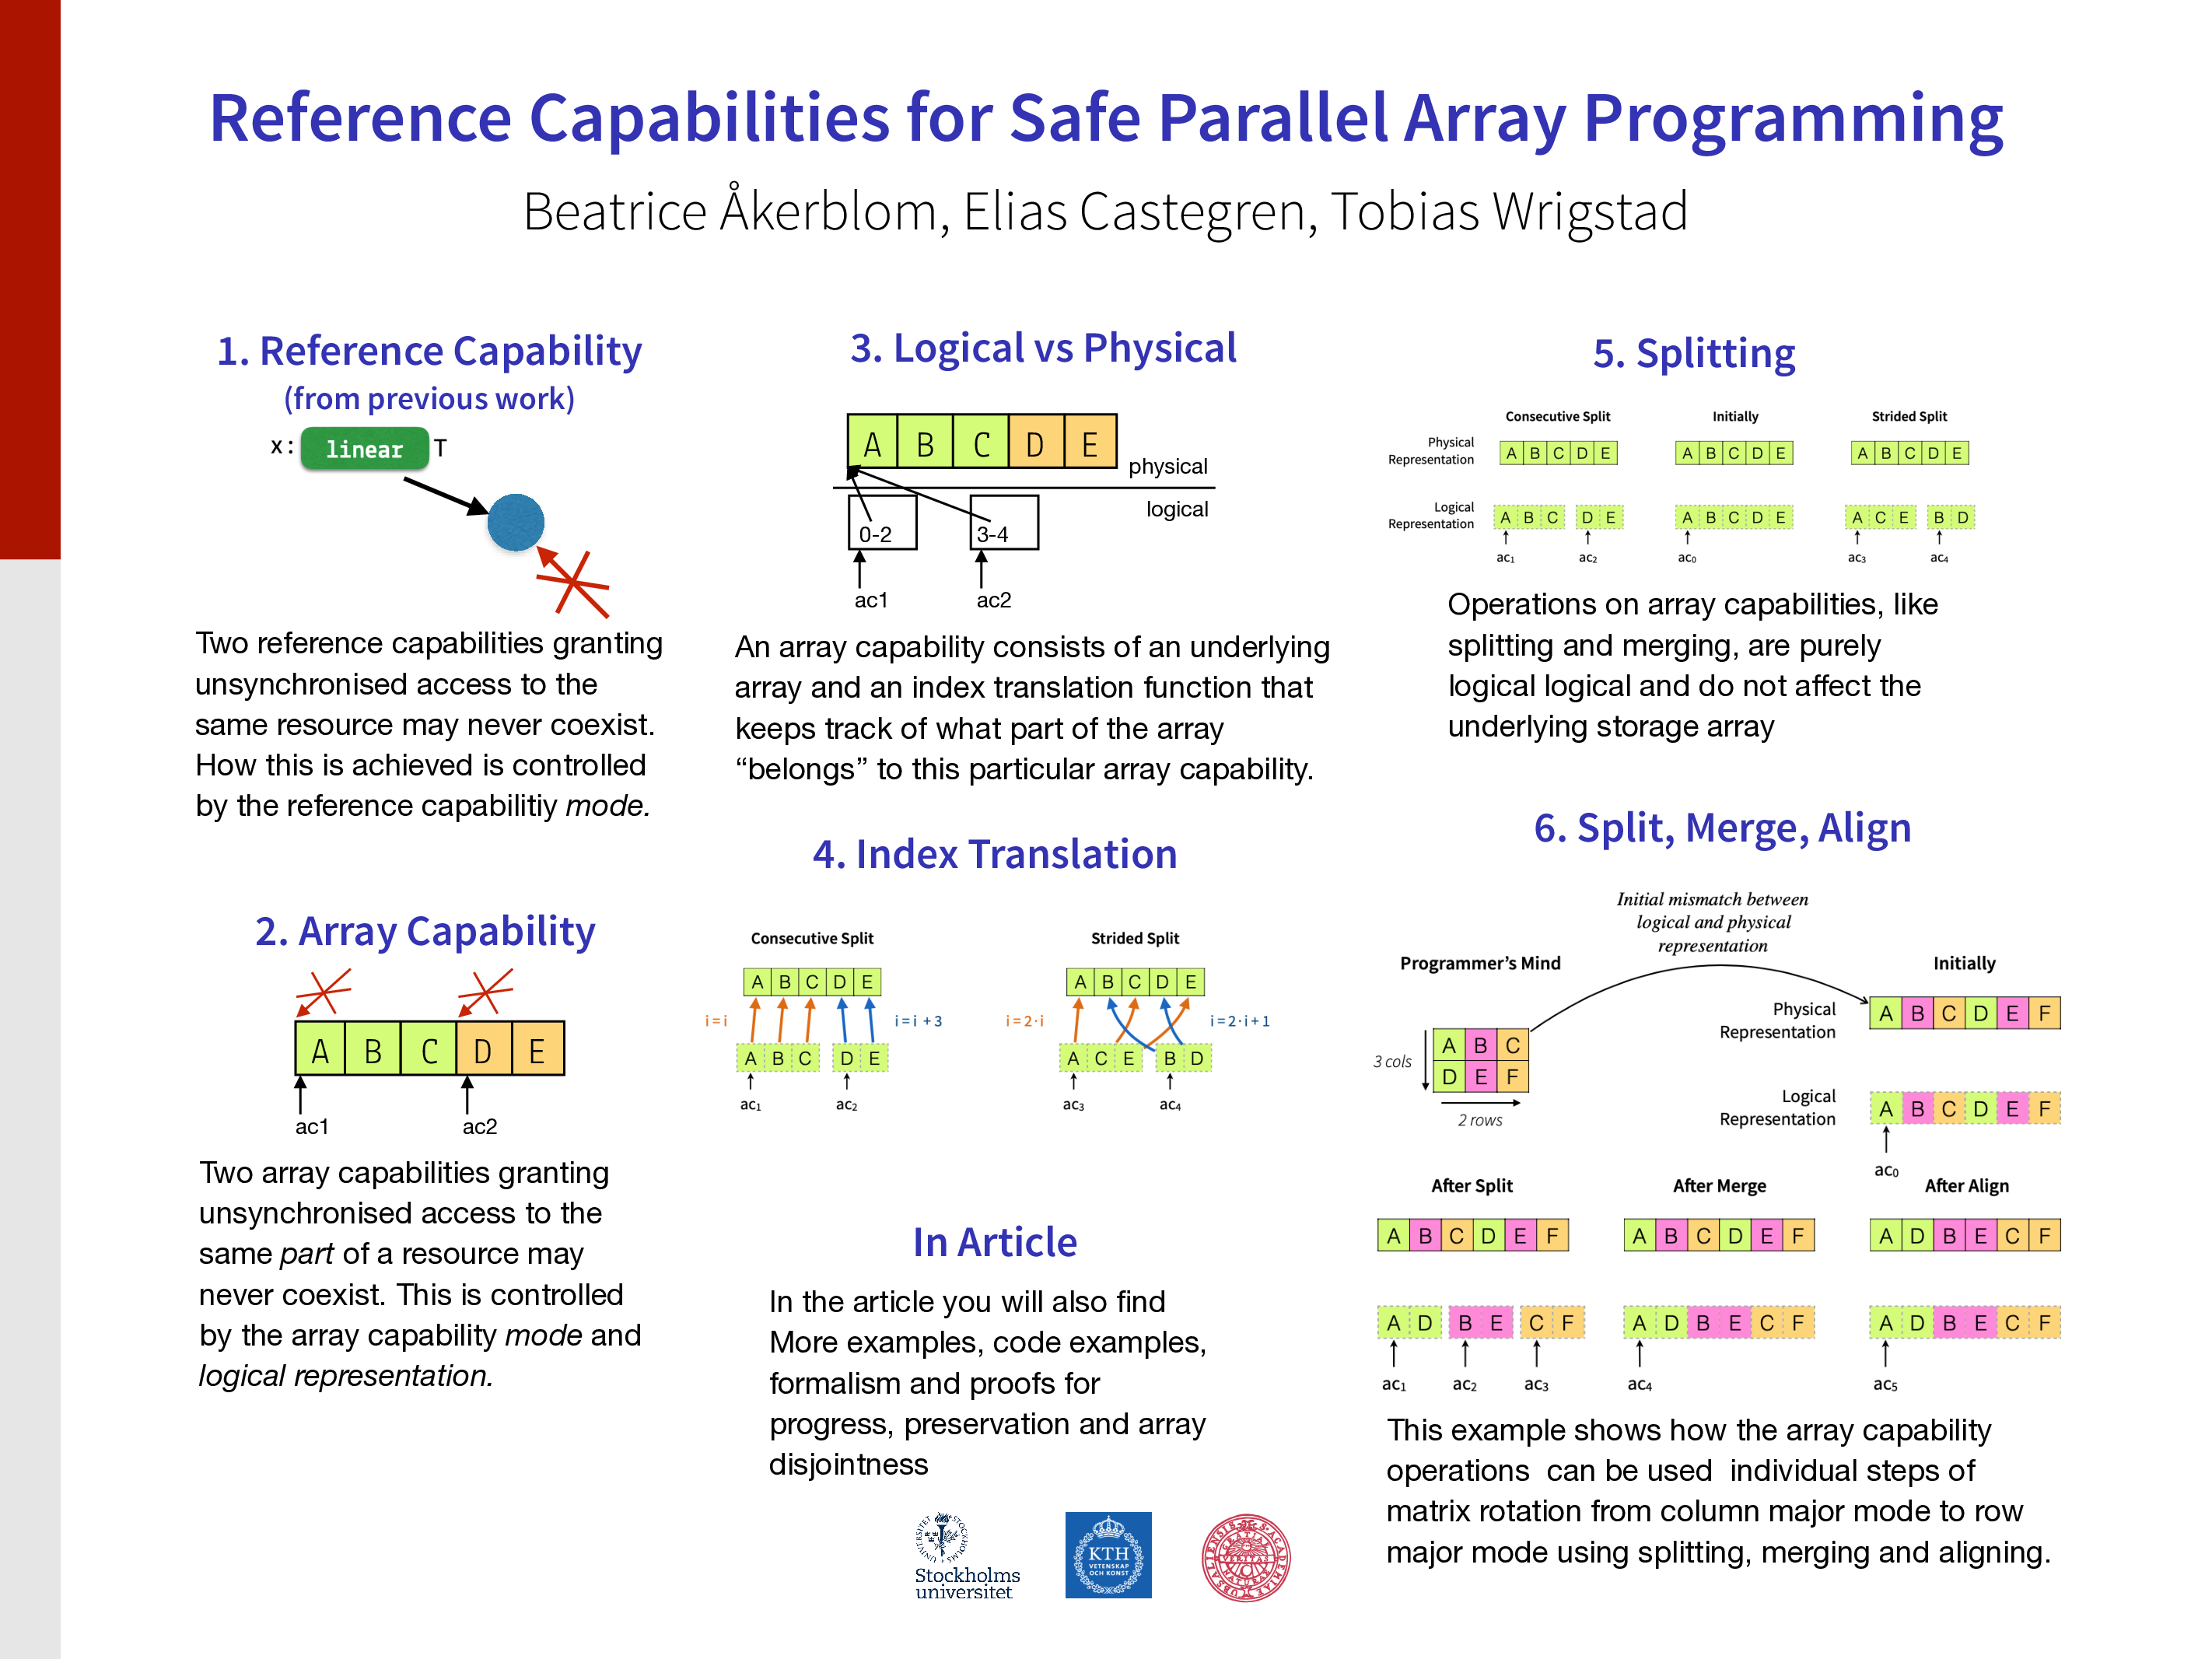 Reference Capabilities for Safe Parallel Array Programming
Beatrice Åkerblom, Elias Castegren, Tobias Wrigstad
1. Reference Capability
(from previous work)
x: linear T
Two reference capabilities granting
unsynchronised access to the
same resource may never coexist.
How this is achieved is controlled
by the reference capabilitiy mode.
2. Array Capability
A B C D E
ac1 ac2
Two array capabilities granting
unsynchronised access to the
same part of a resource may
never coexist. This is controlled
by the array capability mode and
logical representation.
3. Logical vs Physical
A B C D E
physical
logical
0-2 3-4
ac1 ac2
An array capability consists of an underlying
array and an index translation function that
keeps track of what part of the array
“belongs” to this particular array capability.
4. Index Translation
Consecutive Split Strided Split
A B C D E A B C D E
i=i i=i+3 i=2·i i=2·i+1
A B C D E A C E B D
ac₁ ac₂ ac₃ ac₄
In Article
In the article you will also find
More examples, code examples,
formalism and proofs for
progress, preservation and array
disjointness
Stockholms
universitet
KTH
VETENSKAP
OCH KONST
5. Splitting
Consecutive Split Initially Strided Split
Physical
Representation
A B C D E A B C D E A B C D E
Logical
Representation
A B C D E A B C D E A C E B D
ac₁ ac₂ ac₀ ac₃ ac₄
Operations on array capabilities, like
splitting and merging, are purely
logical logical and do not affect the
underlying storage array
6. Split, Merge, Align
Initial mismatch between
logical and physical
representation
Programmer’s Mind Initially
Physical
Representation
A B C D E F
3 cols
A B C
D E F
2 rows
Logical
Representation
A B C D E F
ac₀
After Split After Merge After Align
A B C D E F A B C D E F A D B E C F
A D B E C F A D B E C F A D B E C F
ac₁ ac₂ ac₃ ac₄ ac₅
This example shows how the array capability
operations can be used individual steps of
matrix rotation from column major mode to row
major mode using splitting, merging and aligning.